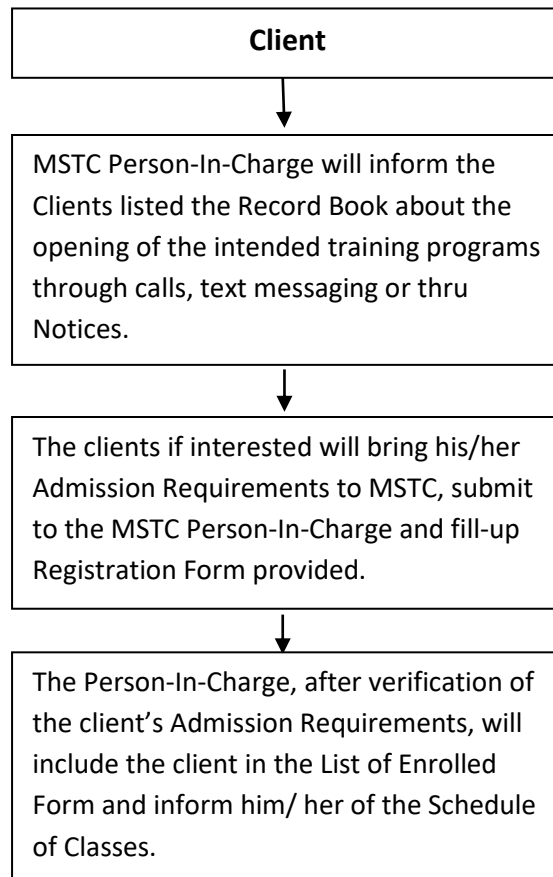 Client
MSTC Person-In-Charge will inform the
Clients listed the Record Book about the
opening of the intended training programs
through calls, text messaging or thru
Notices.
The clients if interested will bring his/her
Admission Requirements to MSTC, submit
to the MSTC Person-In-Charge and fill-up
Registration Form provided.
The Person-In-Charge, after verification of
the client’s Admission Requirements, will
include the client in the List of Enrolled
Form and inform him/ her of the Schedule
of Classes.